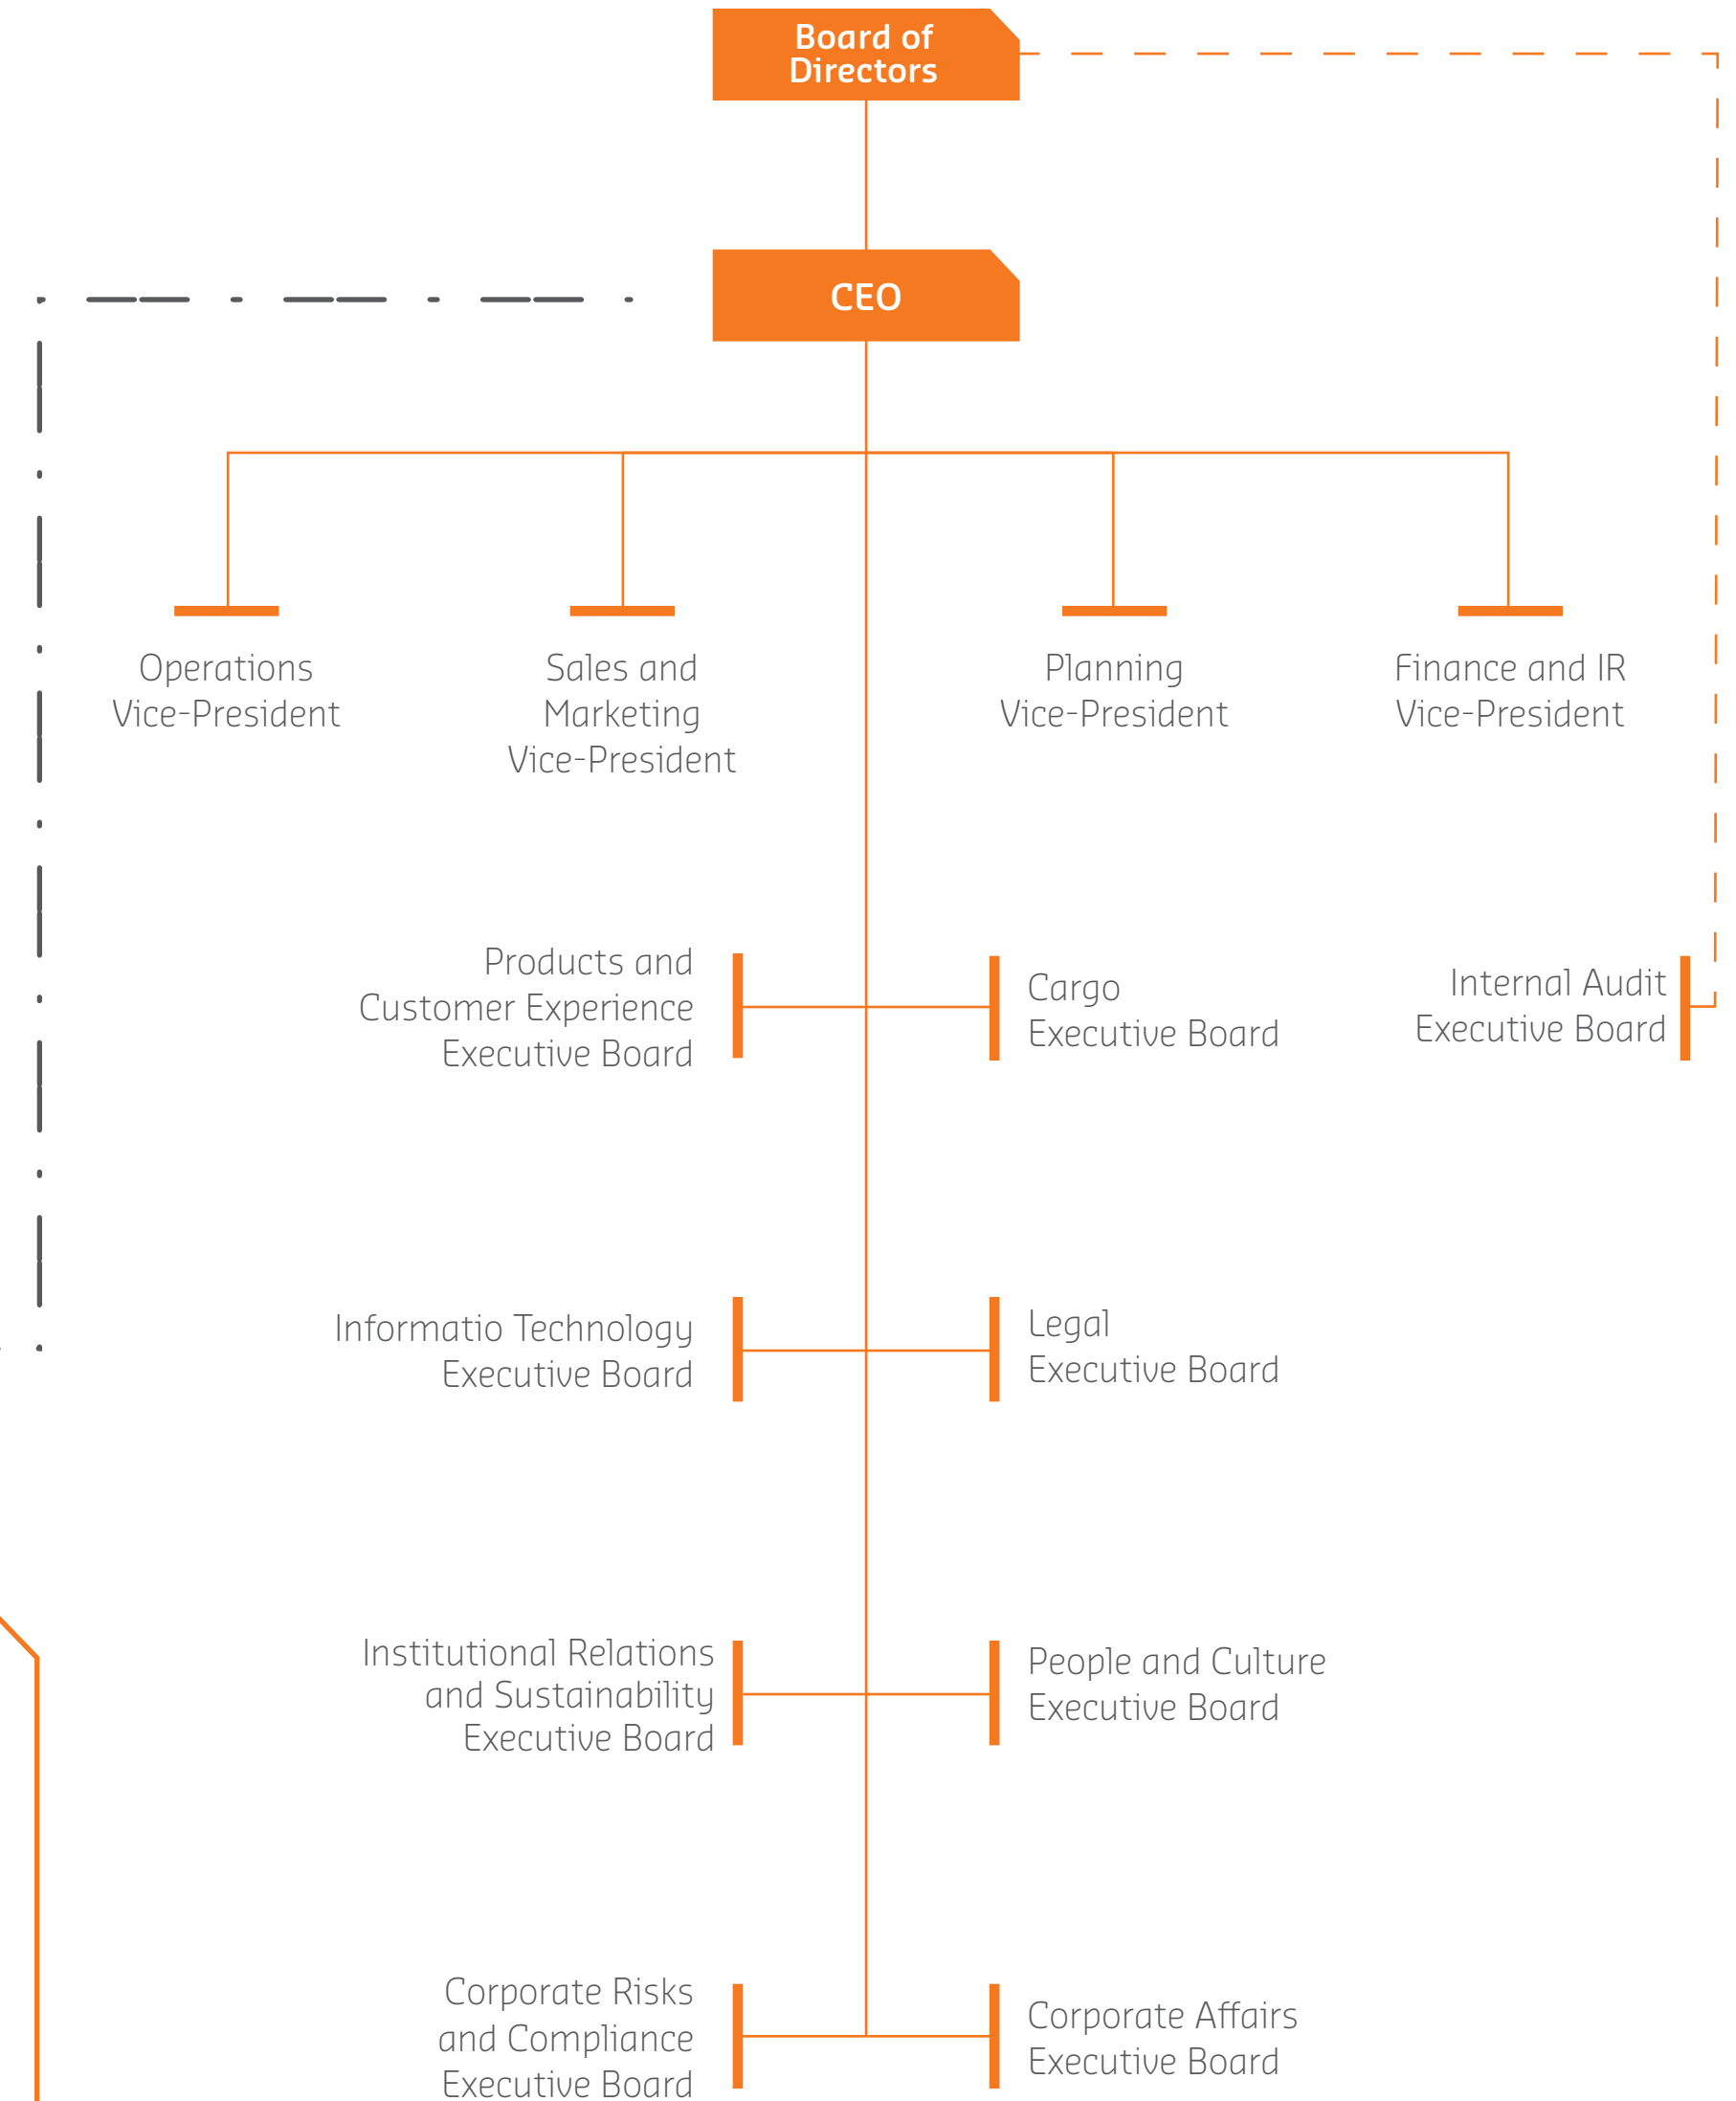 Board of
Directors
CEO
Operations
Vice-President
Sales and
Marketing
Vice-President
Planning
Vice-President
Finance and IR
Vice-President
Products and
Customer Experience
Executive Board
Cargo
Executive Board
Internal Audit
Executive Board
Informatio Technology
Executive Board
Legal
Executive Board
Institutional Relations
and Sustainability
Executive Board
People and Culture
Executive Board
Corporate Risks
and Compliance
Executive Board
Corporate Affairs
Executive Board